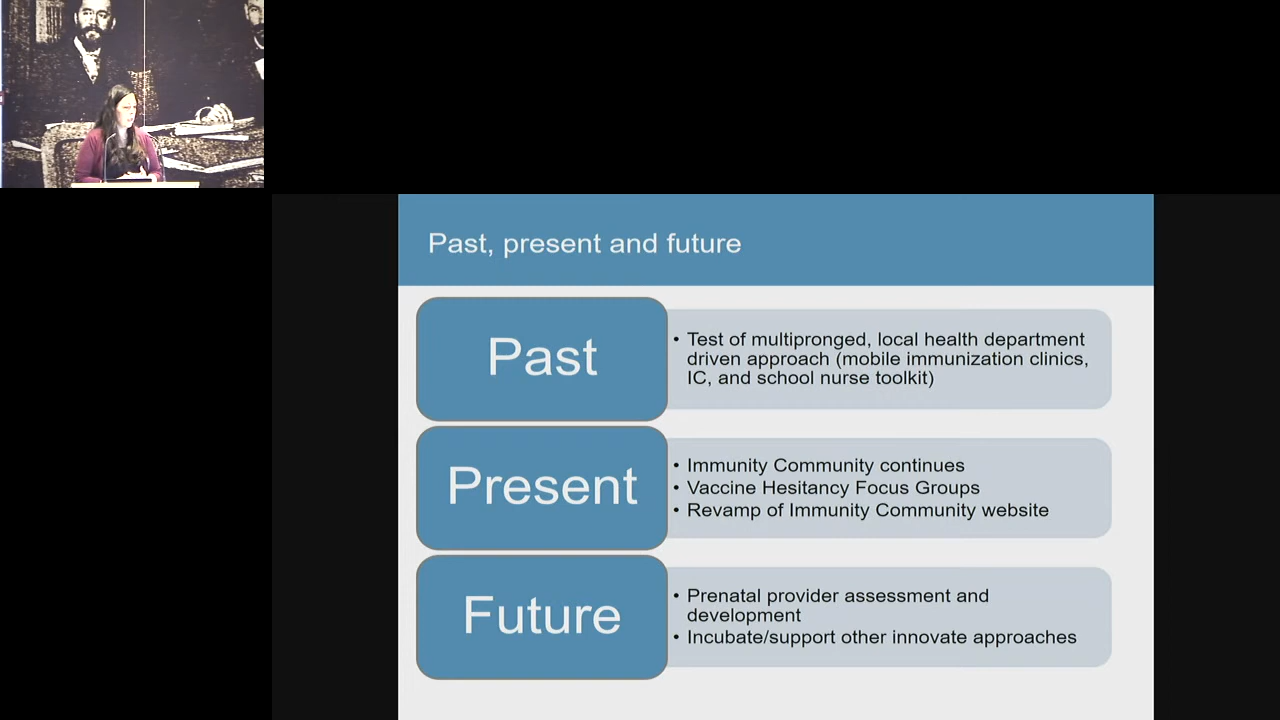 Past, present and future
Past
• Test of multipronged, local health department
driven approach (mobile immunization clinics,
IC, and school nurse toolkit)
Present
• Immunity Community continues
• Vaccine Hesitancy Focus Groups
• Revamp of Immunity Community website
Future
• Prenatal provider assessment and
development
• Incubate/support other innovate approaches